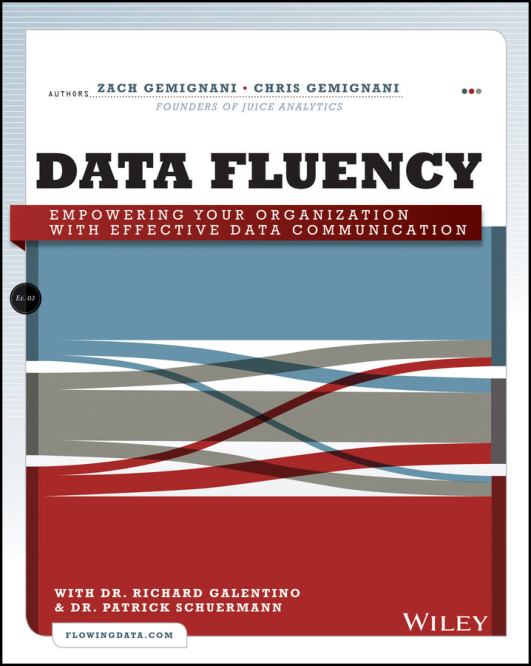 AUTHORS ZACH GEMIGNANI • CHRIS GEMIGNANI
FOUNDERS OF JUICE ANALYTICS
DATA FLUENCY
EMPOWERING YOUR ORGANIZATION
WITH EFFECTIVE DATA COMMUNICATION
Ex. 02
WITH DR. RICHARD GALENTINO
& DR. PATRICK SCHUERMANN
WILEY
FLOWINGDATA.COM